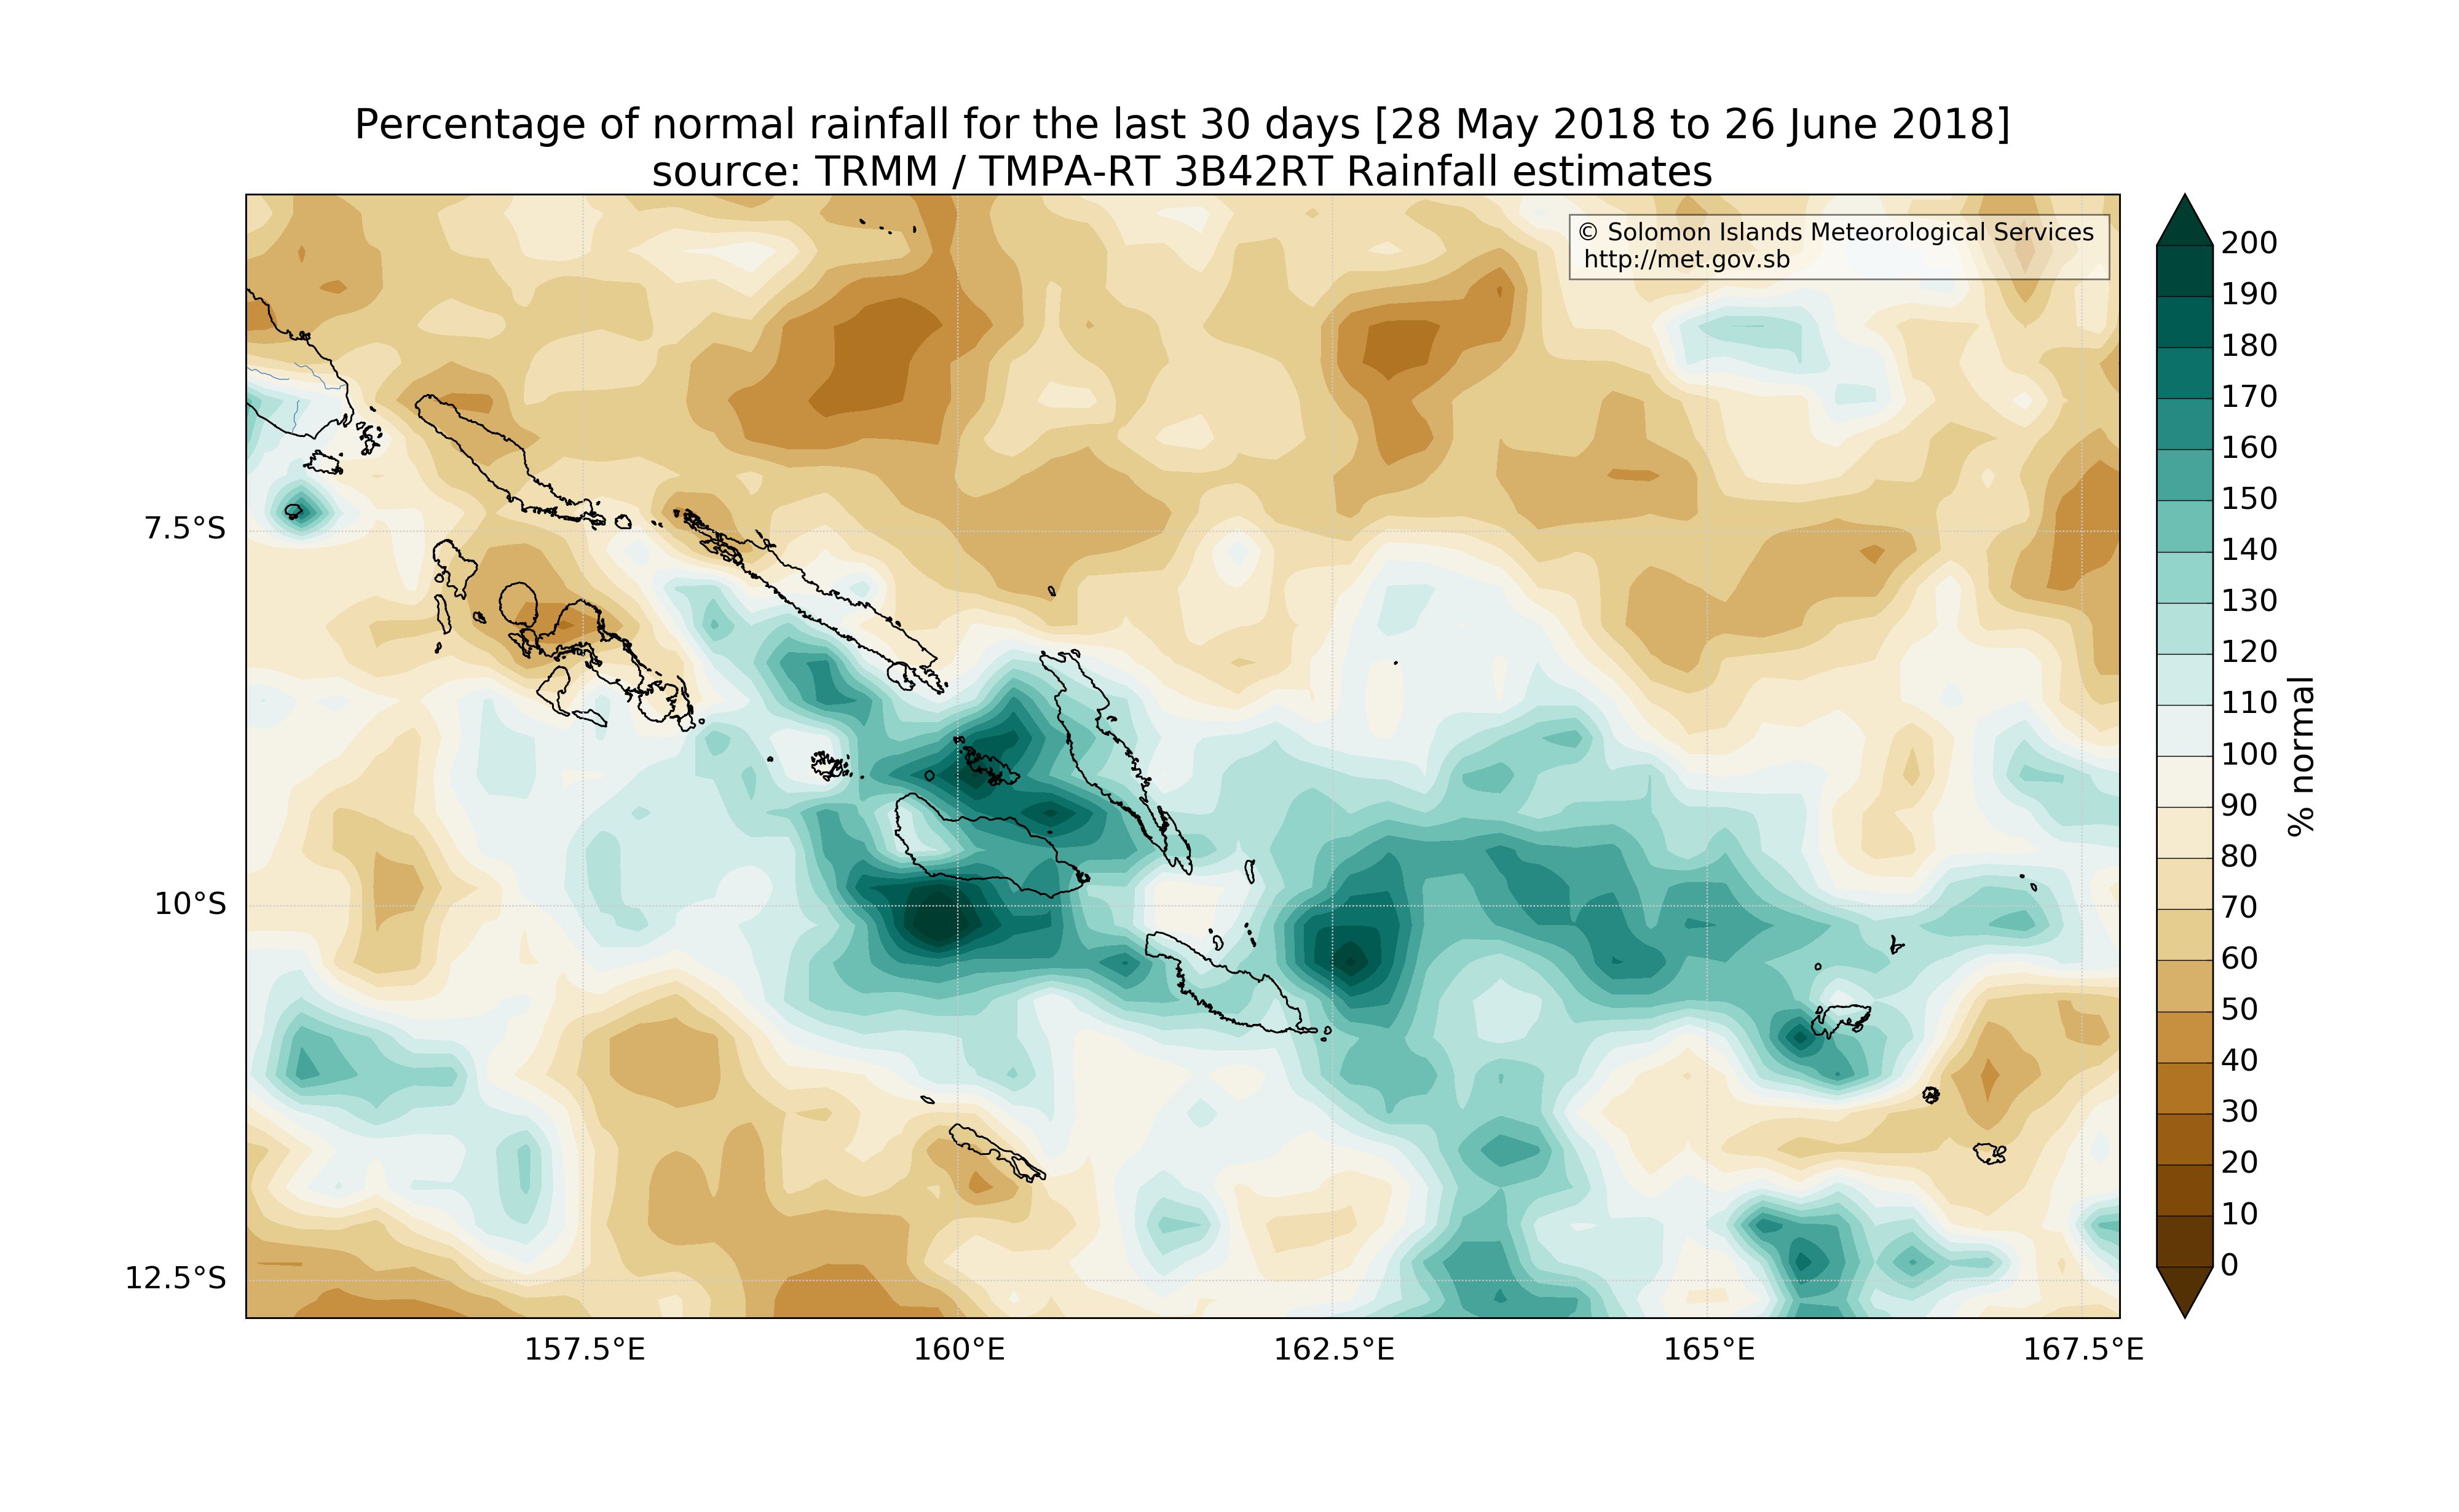 Percentage of normal rainfall for the last 30 days [28 May 2018 to 26 June 2018]
source: TRMM / TMPA-RT 3B42RT Rainfall estimates
© Solomon Islands Meteorological Services
http://met.gov.sb
7.5°S
10°S
12.5°S
157.5°E
160°E
162.5°E
165°E
167.5°E
200
190
180
170
160
150
140
130
120
110
100
90
80
70
60
50
40
30
20
10
0
% normal